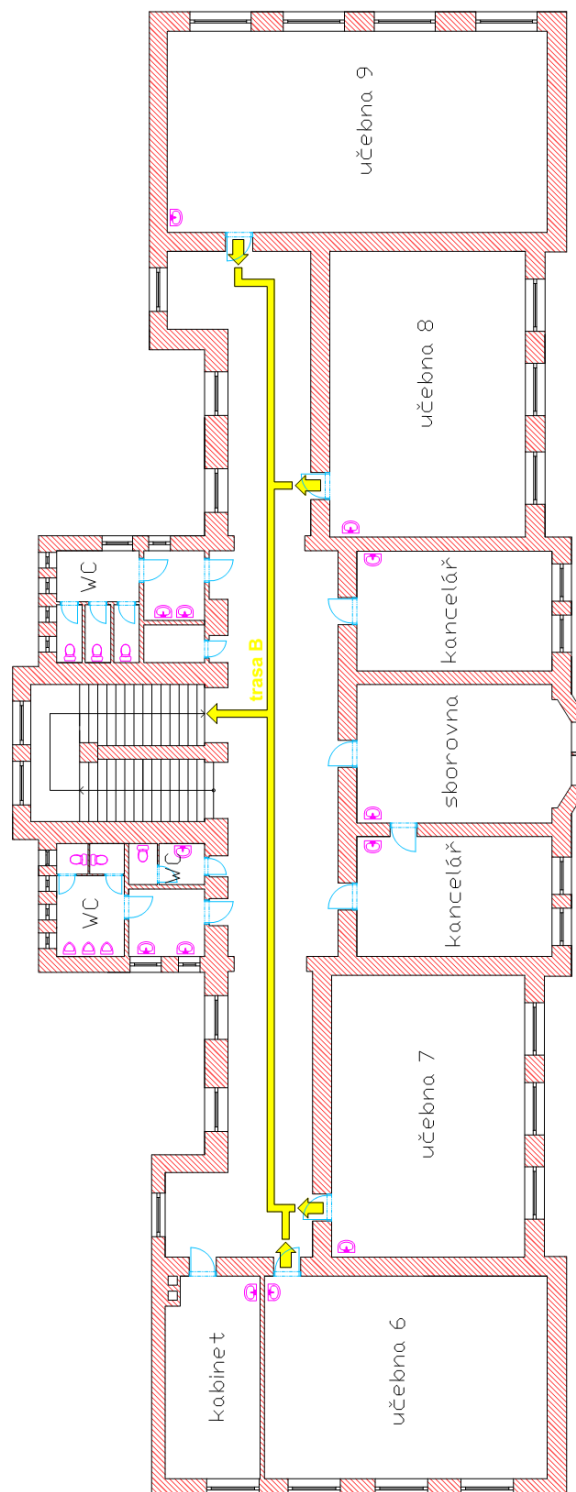 učebna 9
učebna 8
WC
kancelář
trasa B
sborovna
WC
WC
kancelář
učebna 7
kabinet
učebna 6